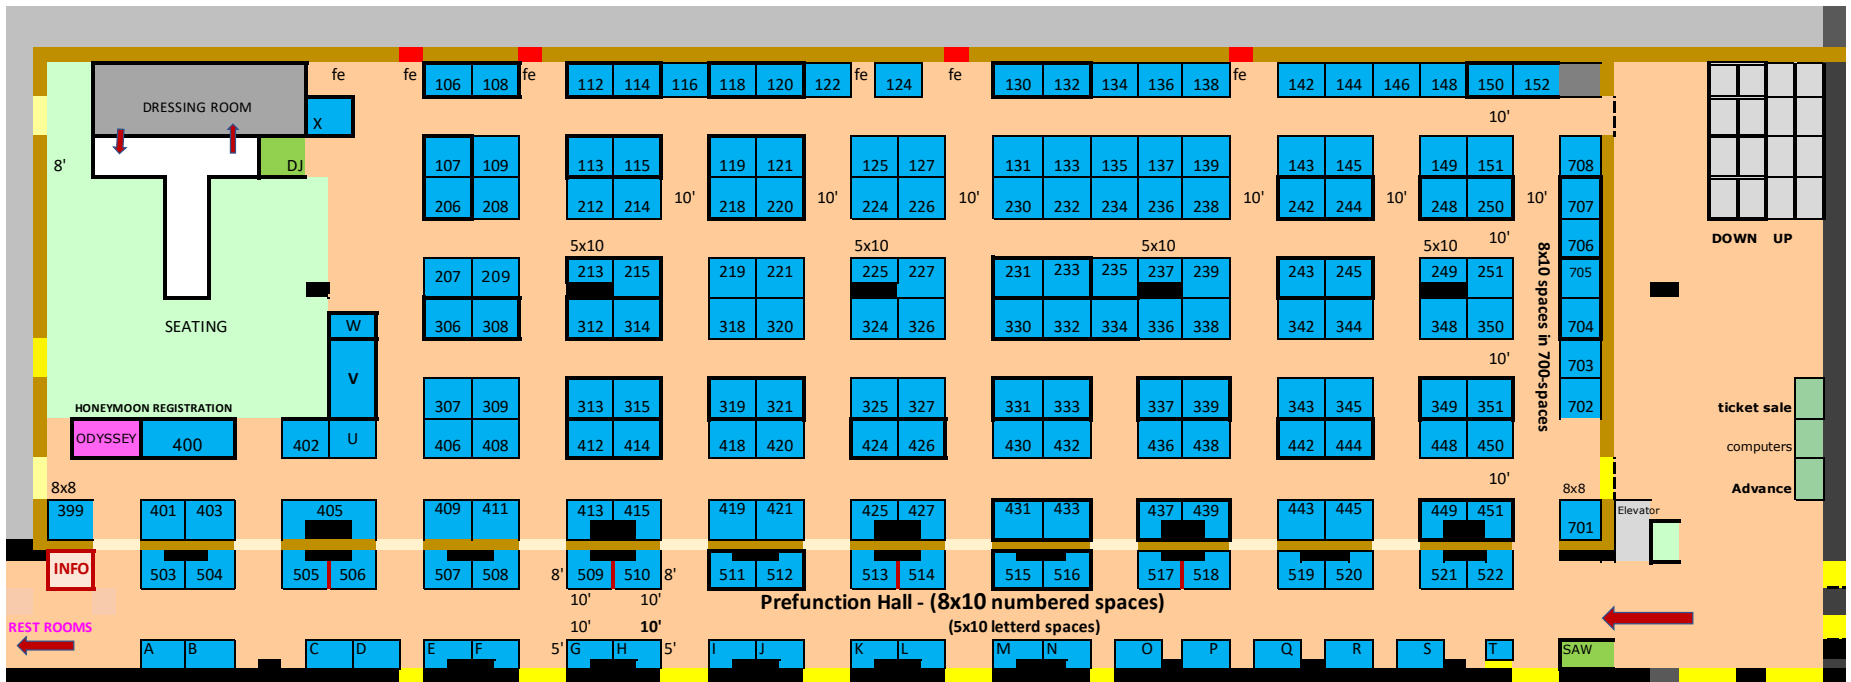 fe fe fe fe fe fe
106 108 112 114 116 118 120 122 124 130 132 134 136 138 142 144 146 148 150 152
DRESSING ROOM
X
10'
8' DJ
107 109 113 115 119 121 125 127 131 133 135 137 139 143 145 149 151 708
206 208 212 214 10' 218 220 10' 224 226 10' 230 232 234 236 238 10' 242 244 10' 248 250 10' 707
5x10 5x10 5x10 5x10 10' 706
DOWN UP
207 209 213 215 219 221 225 227 231 233 235 237 239 243 245 249 251 705
8x10 spaces in 700-spaces
SEATING W
306 308 312 314 318 320 324 326 330 332 334 336 338 342 344 348 350 704
10' 703
V
HONEYMOON REGISTRATION
307 309 313 315 319 321 325 327 331 333 337 339 343 345 349 351 702
ticket sale
ODYSSEY 400 402 U
406 408 412 414 418 420 424 426 430 432 436 438 442 444 448 450
computers
10'
8x8 8x8
Advance
399 401 403 405 409 411 413 415 419 421 425 427 431 433 437 439 443 445 449 451 701
Elevator
INFO
503 504 505 506 507 508 8' 509 510 8' 511 512 513 514 515 516 517 518 519 520 521 522
10' 10'
Prefunction Hall - (8x10 numbered spaces)
10' 10'
(5x10 letterd spaces)
REST ROOMS
A B C D E F 5' G H 5' I J K L M N O P Q R S T SAW